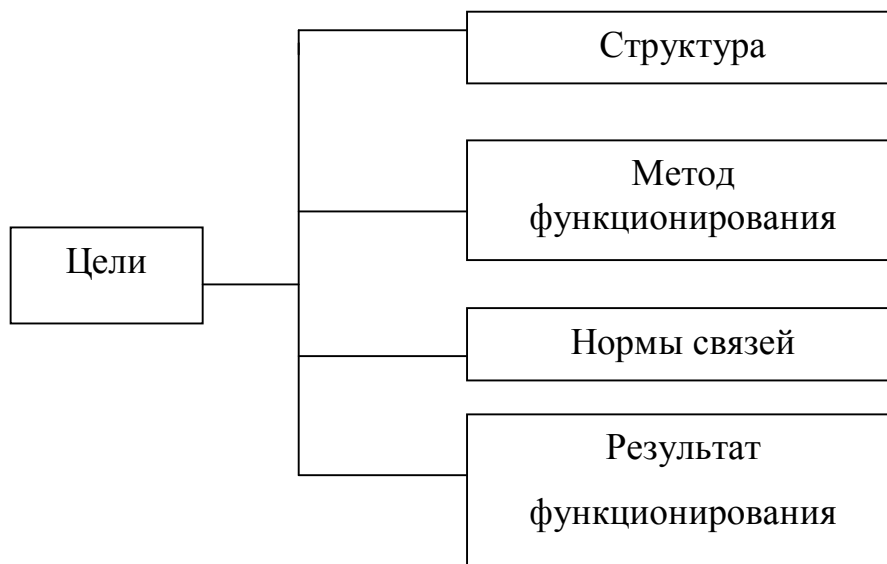 Структура
Метод
функционирования
Цели
Нормы связей
Результат
функционирования